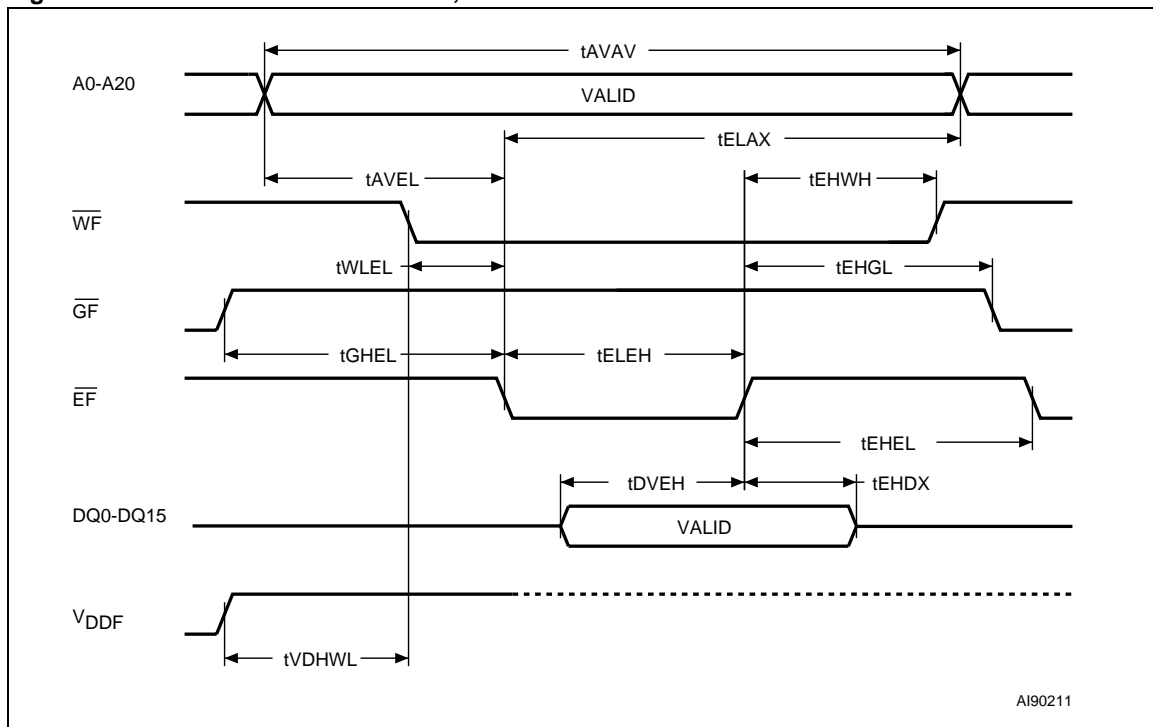 tAVAV
A0-A20
VALID
tELAX
tAVEL
tEHWH
WF
tWLEL
tEHGL
GF
tGHEL
tELEH
EF
tEHEL
tDVEH
tEHDX
DQ0-DQ15
VALID
VDDF
tVDHWL
AI90211